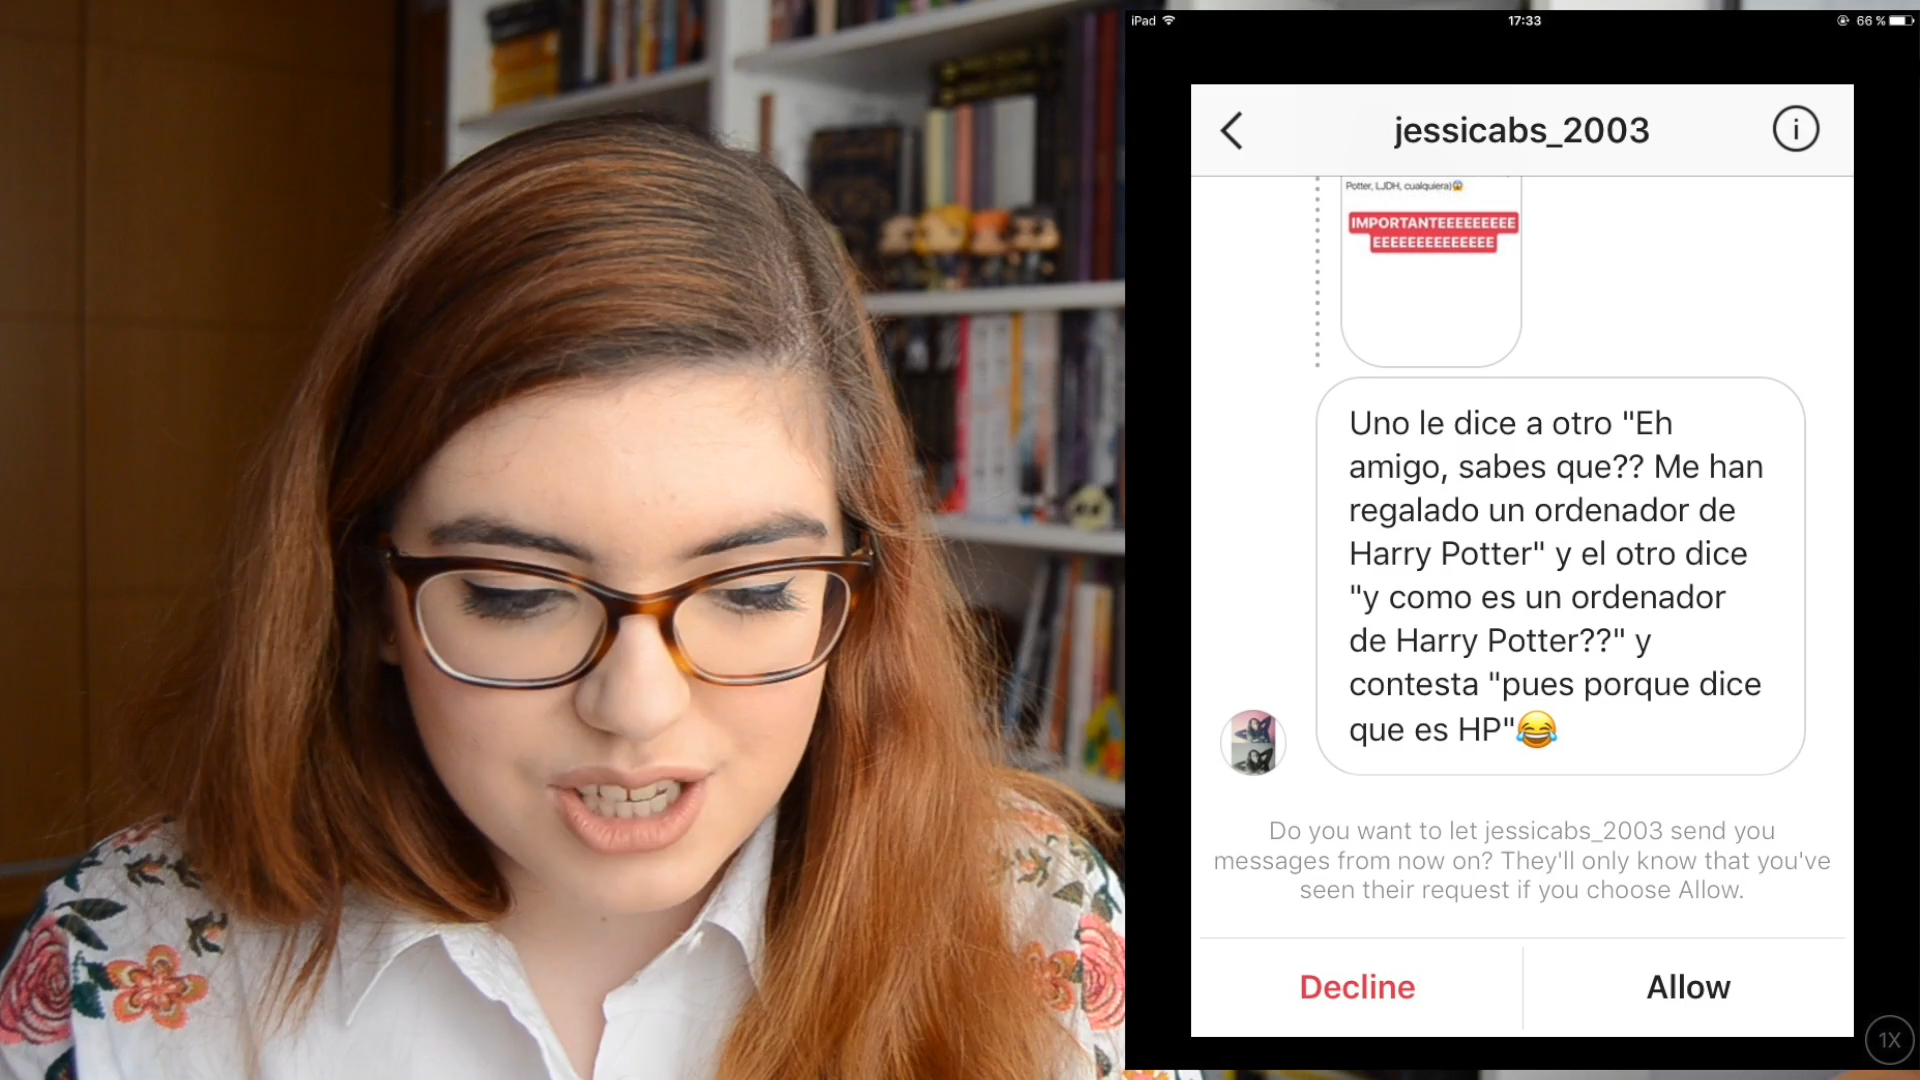 iPad
17:33
66 %
jessicabs_2003
Potter, LJDH, cualquiera)😱
IMPORTANTEEEEEEEEE
EEEEEEEEEEEEEE
Uno le dice a otro "Eh
amigo, sabes que?? Me han
regalado un ordenador de
Harry Potter" y el otro dice
"y como es un ordenador
de Harry Potter??" y
contesta "pues porque dice
que es HP"😂
Do you want to let jessicabs_2003 send you
messages from now on? They'll only know that you've
seen their request if you choose Allow.
Decline
Allow
1X